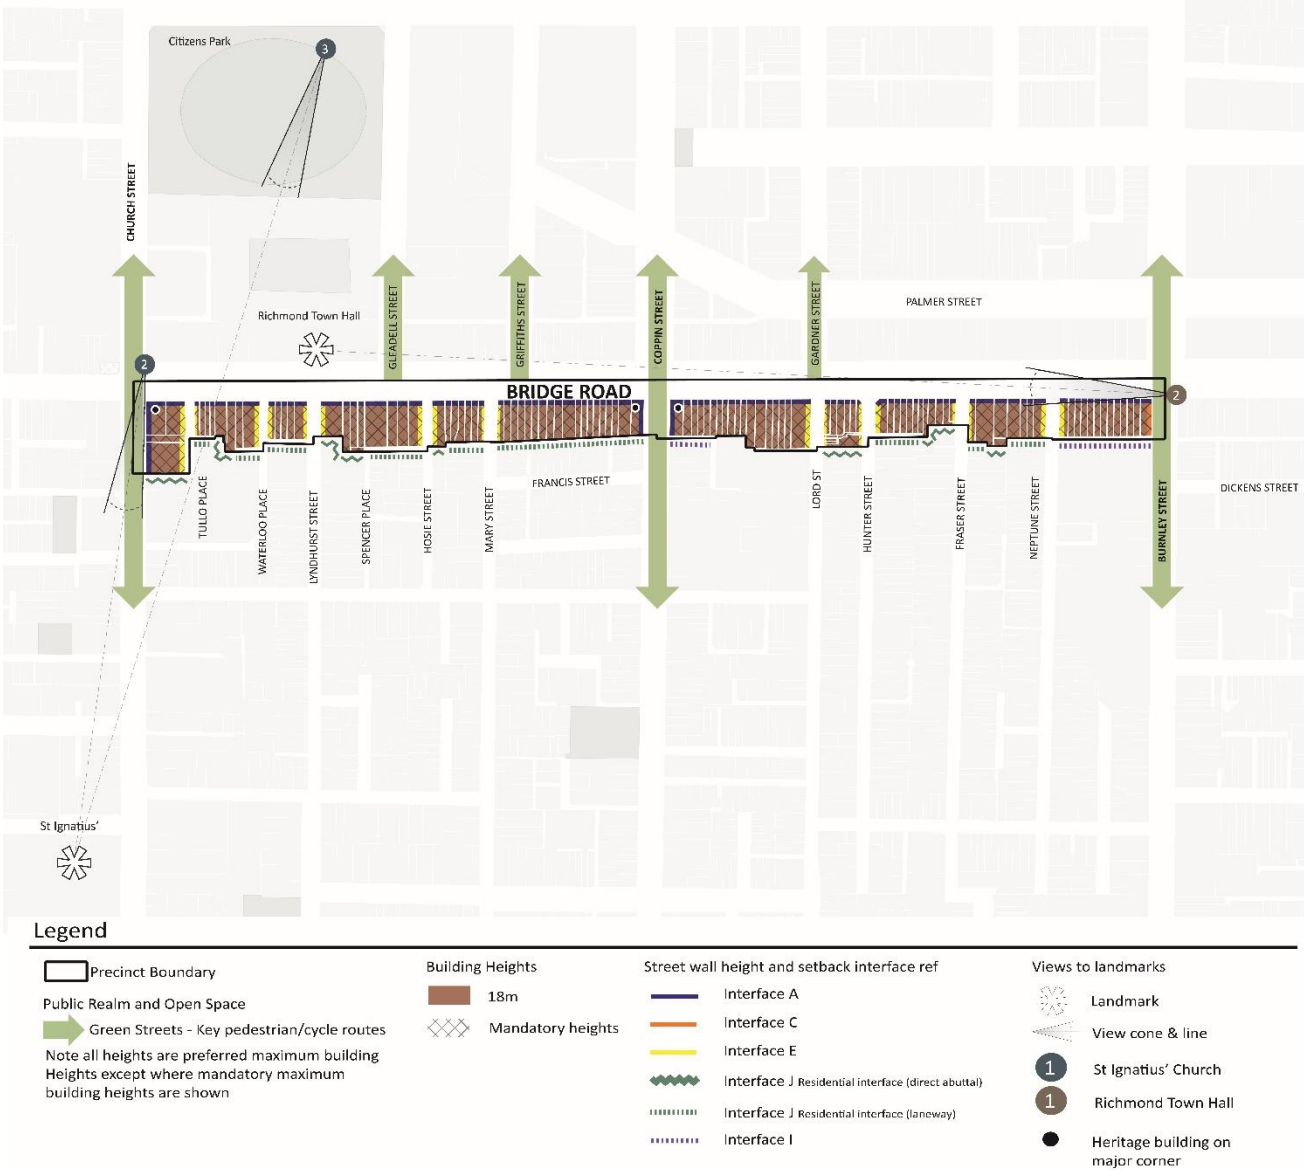 Citizens Park
3
CHURCH STREET
Richmond Town Hall
GLEADELL STREET
GRIFFITHS STREET
COPPIN STREET
GARDNER STREET
PALMER STREET
2
BRIDGE ROAD
2
TULLO PLACE
WATERLOO PLACE
LYNDHURST STREET
SPENCER PLACE
HOSIE STREET
MARY STREET
FRANCIS STREET
LORD ST
HUNTER STREET
FRASER STREET
NEPTUNE STREET
BURNLEY STREET
DICKENS STREET
St Ignatius'
Legend
Precinct Boundary
Public Realm and Open Space
Green Streets - Key pedestrian/cycle routes
Note all heights are preferred maximum building
Heights except where mandatory maximum
building heights are shown
Building Heights
18m
Mandatory heights
Street wall height and setback interface ref
Interface A
Interface C
Interface E
Interface J Residential interface (direct abuttal)
Interface J Residential interface (laneway)
Interface I
Views to landmarks
Landmark
View cone & line
1 St Ignatius' Church
1 Richmond Town Hall
Heritage building on
major corner